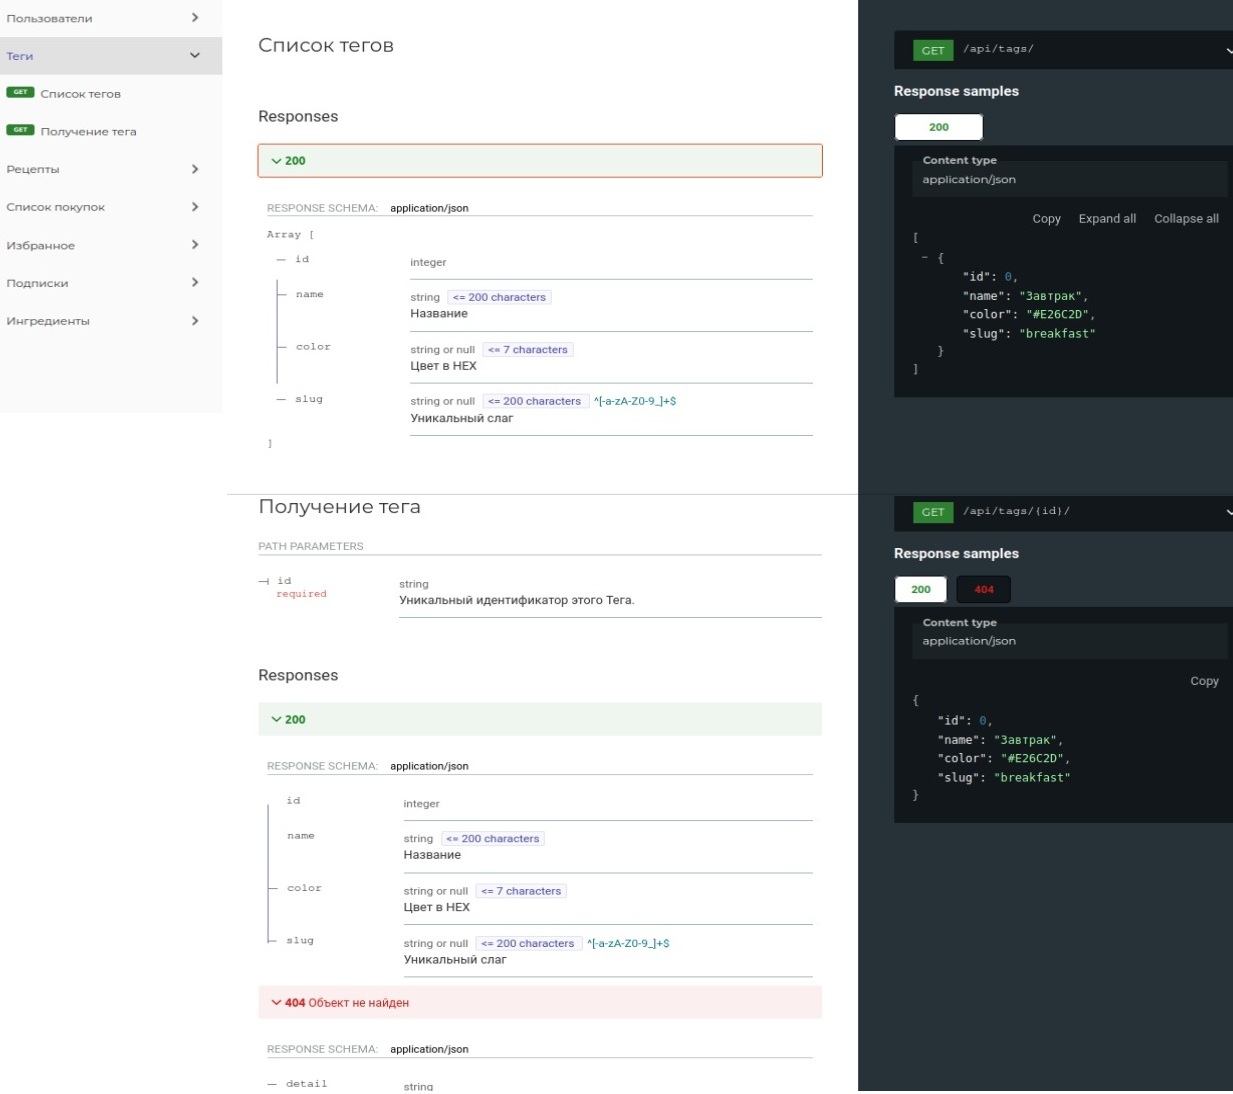 Пользователи
Теги
GET Список тегов
GET Получение тега
Рецепты
Список покупок
Избранное
Подписки
Ингредиенты
Список тегов
Responses
200
RESPONSE SCHEMA: application/json
Array [
id
integer
name
string <= 200 characters
Название
color
string or null <= 7 characters
Цвет в HEX
slug
string or null <= 200 characters ^[-a-zA-Z0-9_]+$
Уникальный слаг
]
GET /api/tags/
Response samples
200
Content type
application/json
Copy Expand all Collapse all
[
- {
"id": 0,
"name": "Завтрак",
"color": "#E26C2D",
"slug": "breakfast"
}
]
Получение тега
PATH PARAMETERS
id
required
string
Уникальный идентификатор этого Тега.
Responses
200
RESPONSE SCHEMA: application/json
id
integer
name
string <= 200 characters
Название
color
string or null <= 7 characters
Цвет в HEX
slug
string or null <= 200 characters ^[-a-zA-Z0-9_]+$
Уникальный слаг
404 Объект не найден
RESPONSE SCHEMA: application/json
detail
string
GET /api/tags/{id}/
Response samples
200 404
Content type
application/json
Copy
{
"id": 0,
"name": "Завтрак",
"color": "#E26C2D",
"slug": "breakfast"
}